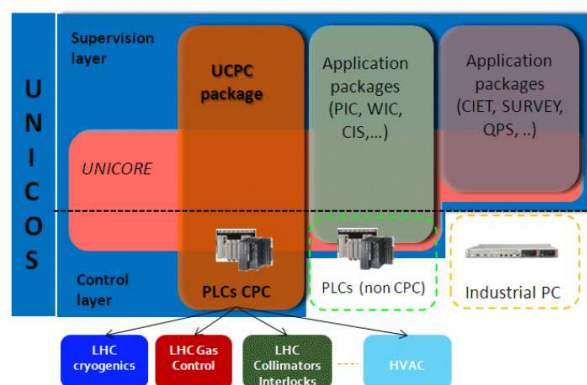 UNICOS
Supervision
layer
UCPC
package
Application
packages
(PIC, WIC,
CIS,...)
Application
packages
(CIET, SURVEY,
QPS, ..)
UNICORE
Control
layer
PLCs CPC
PLCs (non CPC)
Industrial PC
LHC
cryogenics
LHC Gas
Control
LHC
Collimators
Interlocks
HVAC